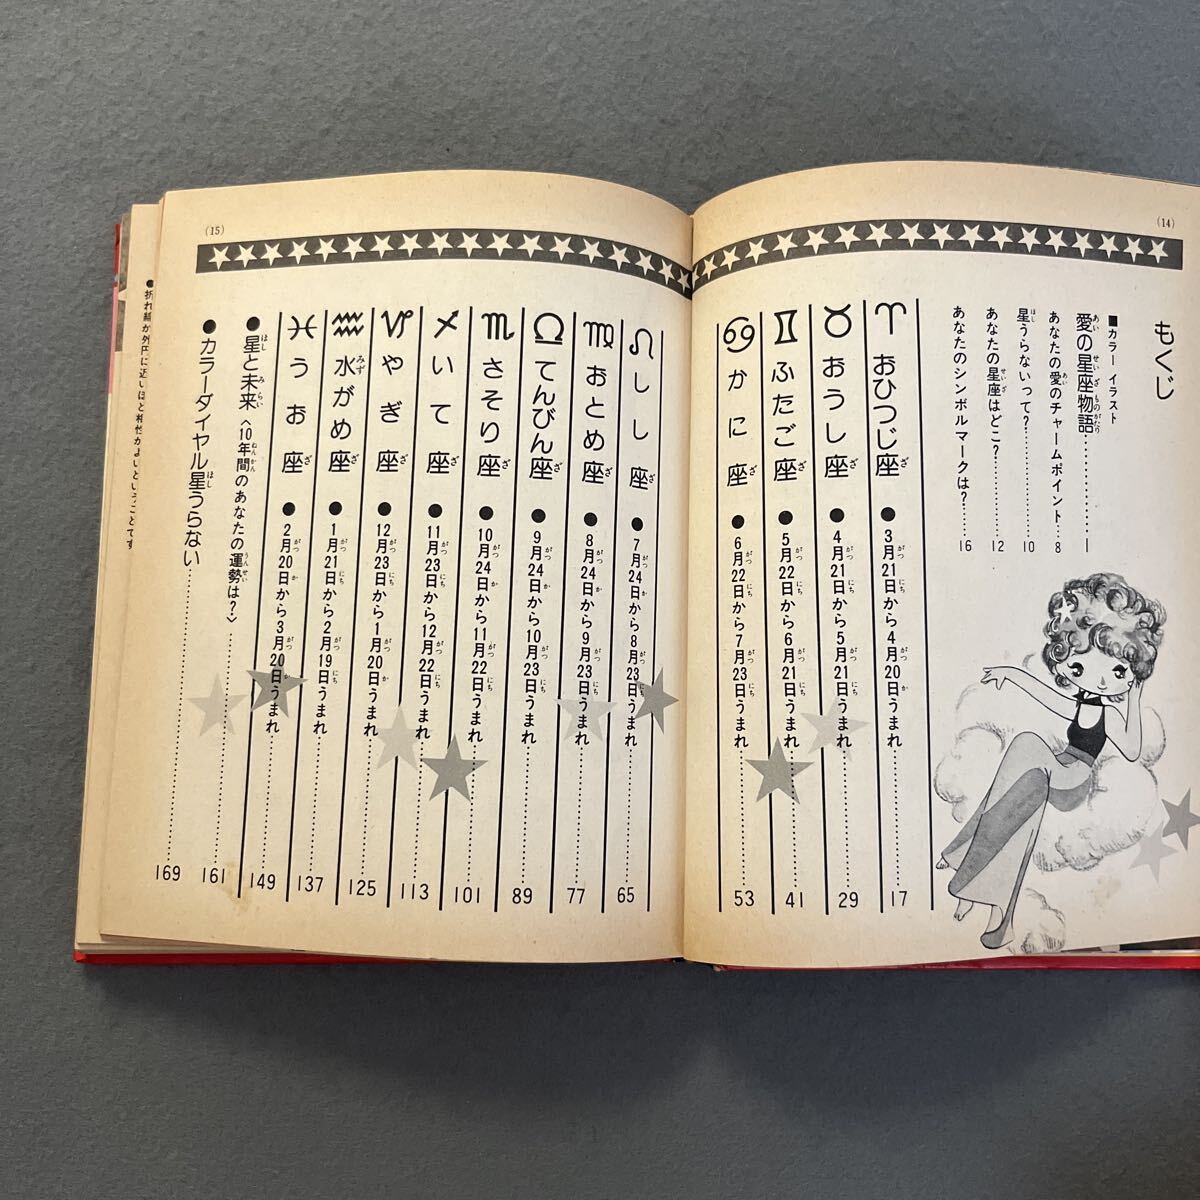 (14)
もくじ
■カラー イラスト
愛の星座物語………1
あなたの愛のチャームポイント……8
星うらないって?………10
あなたの星座はどこ?………12
あなたのシンボルマークは?……16
♈おひつじ座●3月21日から4月20日うまれ………17
♉おうし座●4月21日から5月21日うまれ………29
♊ふたご座●5月22日から6月21日うまれ………41
♋かに座●6月22日から7月23日うまれ………53
(15)
♌しし座●7月24日から8月23日うまれ………65
♍おとめ座●8月24日から9月23日うまれ………77
♎てんびん座●9月24日から10月23日うまれ………89
♏さそり座●10月24日から11月22日うまれ………101
♐いて座●11月23日から12月22日うまれ………113
♑やぎ座●12月23日から1月20日うまれ………125
♒水がめ座●1月21日から2月19日うまれ………137
♓うお座●2月20日から3月20日うまれ………149
●星と未来〈10年間のあなたの運勢は?〉………161
●カラーダイヤル星うらない………169